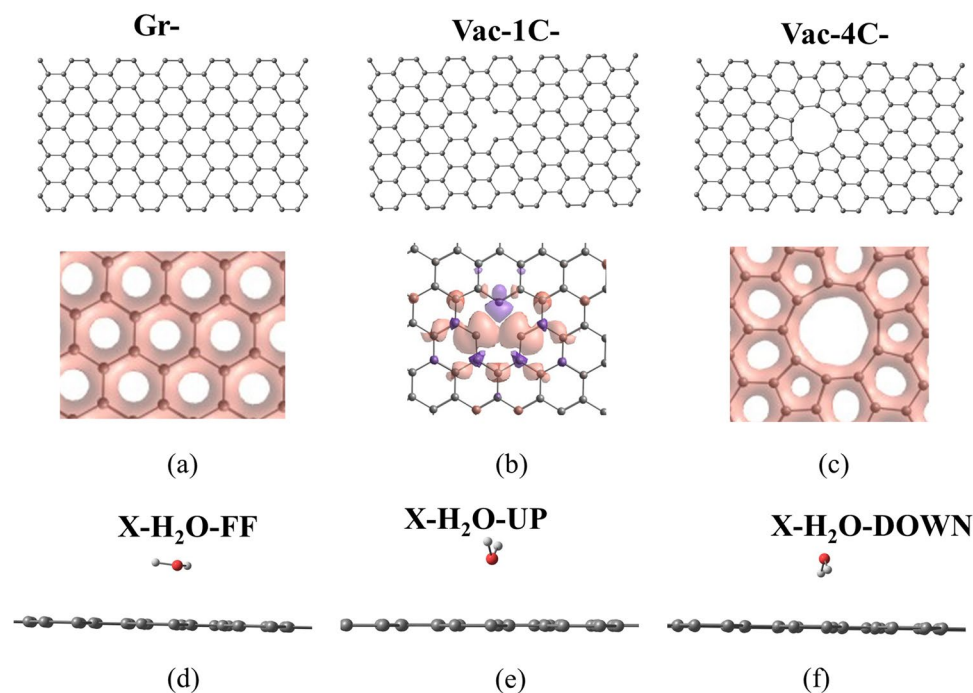 Gr-
Vac-1C-
Vac-4C-
(a)
(b)
(c)
X-H₂O-FF
X-H₂O-UP
X-H₂O-DOWN
(d)
(e)
(f)